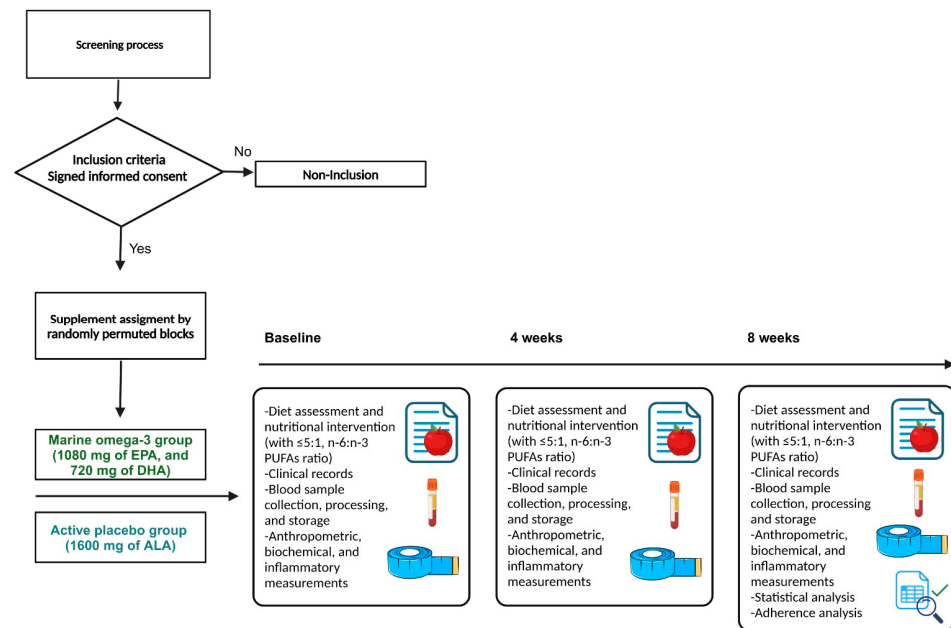 Screening process
Inclusion criteria
Signed informed consent
No
Non-Inclusion
Yes
Supplement assigment by
randomly permuted blocks
Marine omega-3 group
(1080 mg of EPA, and
720 mg of DHA)
Active placebo group
(1600 mg of ALA)
Baseline
4 weeks
8 weeks
-Diet assessment and
nutritional intervention
(with ≤5:1, n-6:n-3
PUFAs ratio)
-Clinical records
-Blood sample
collection, processing,
and storage
-Anthropometric,
biochemical, and
inflammatory
measurements
-Diet assessment and
nutritional intervention
(with ≤5:1, n-6:n-3
PUFAs ratio)
-Clinical records
-Blood sample
collection, processing,
and storage
-Anthropometric,
biochemical, and
inflammatory
measurements
-Diet assessment and
nutritional intervention
(with ≤5:1, n-6:n-3
PUFAs ratio)
-Clinical records
-Blood sample
collection, processing
and storage
-Anthropometric,
biochemical, and
inflammatory
measurements
-Statistical analysis
-Adherence analysis